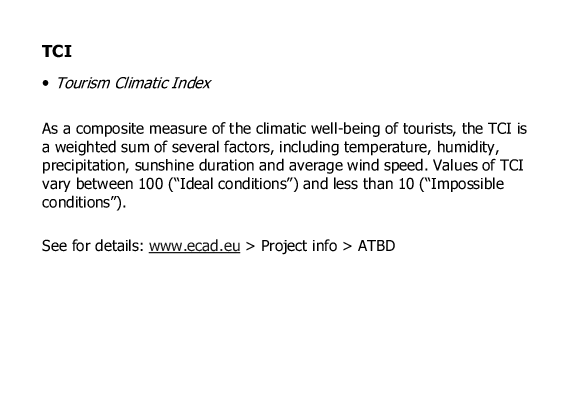 TCI
• Tourism Climatic Index
As a composite measure of the climatic well-being of tourists, the TCI is
a weighted sum of several factors, including temperature, humidity,
precipitation, sunshine duration and average wind speed. Values of TCI
vary between 100 (“Ideal conditions”) and less than 10 (“Impossible
conditions”).
See for details: www.ecad.eu > Project info > ATBD